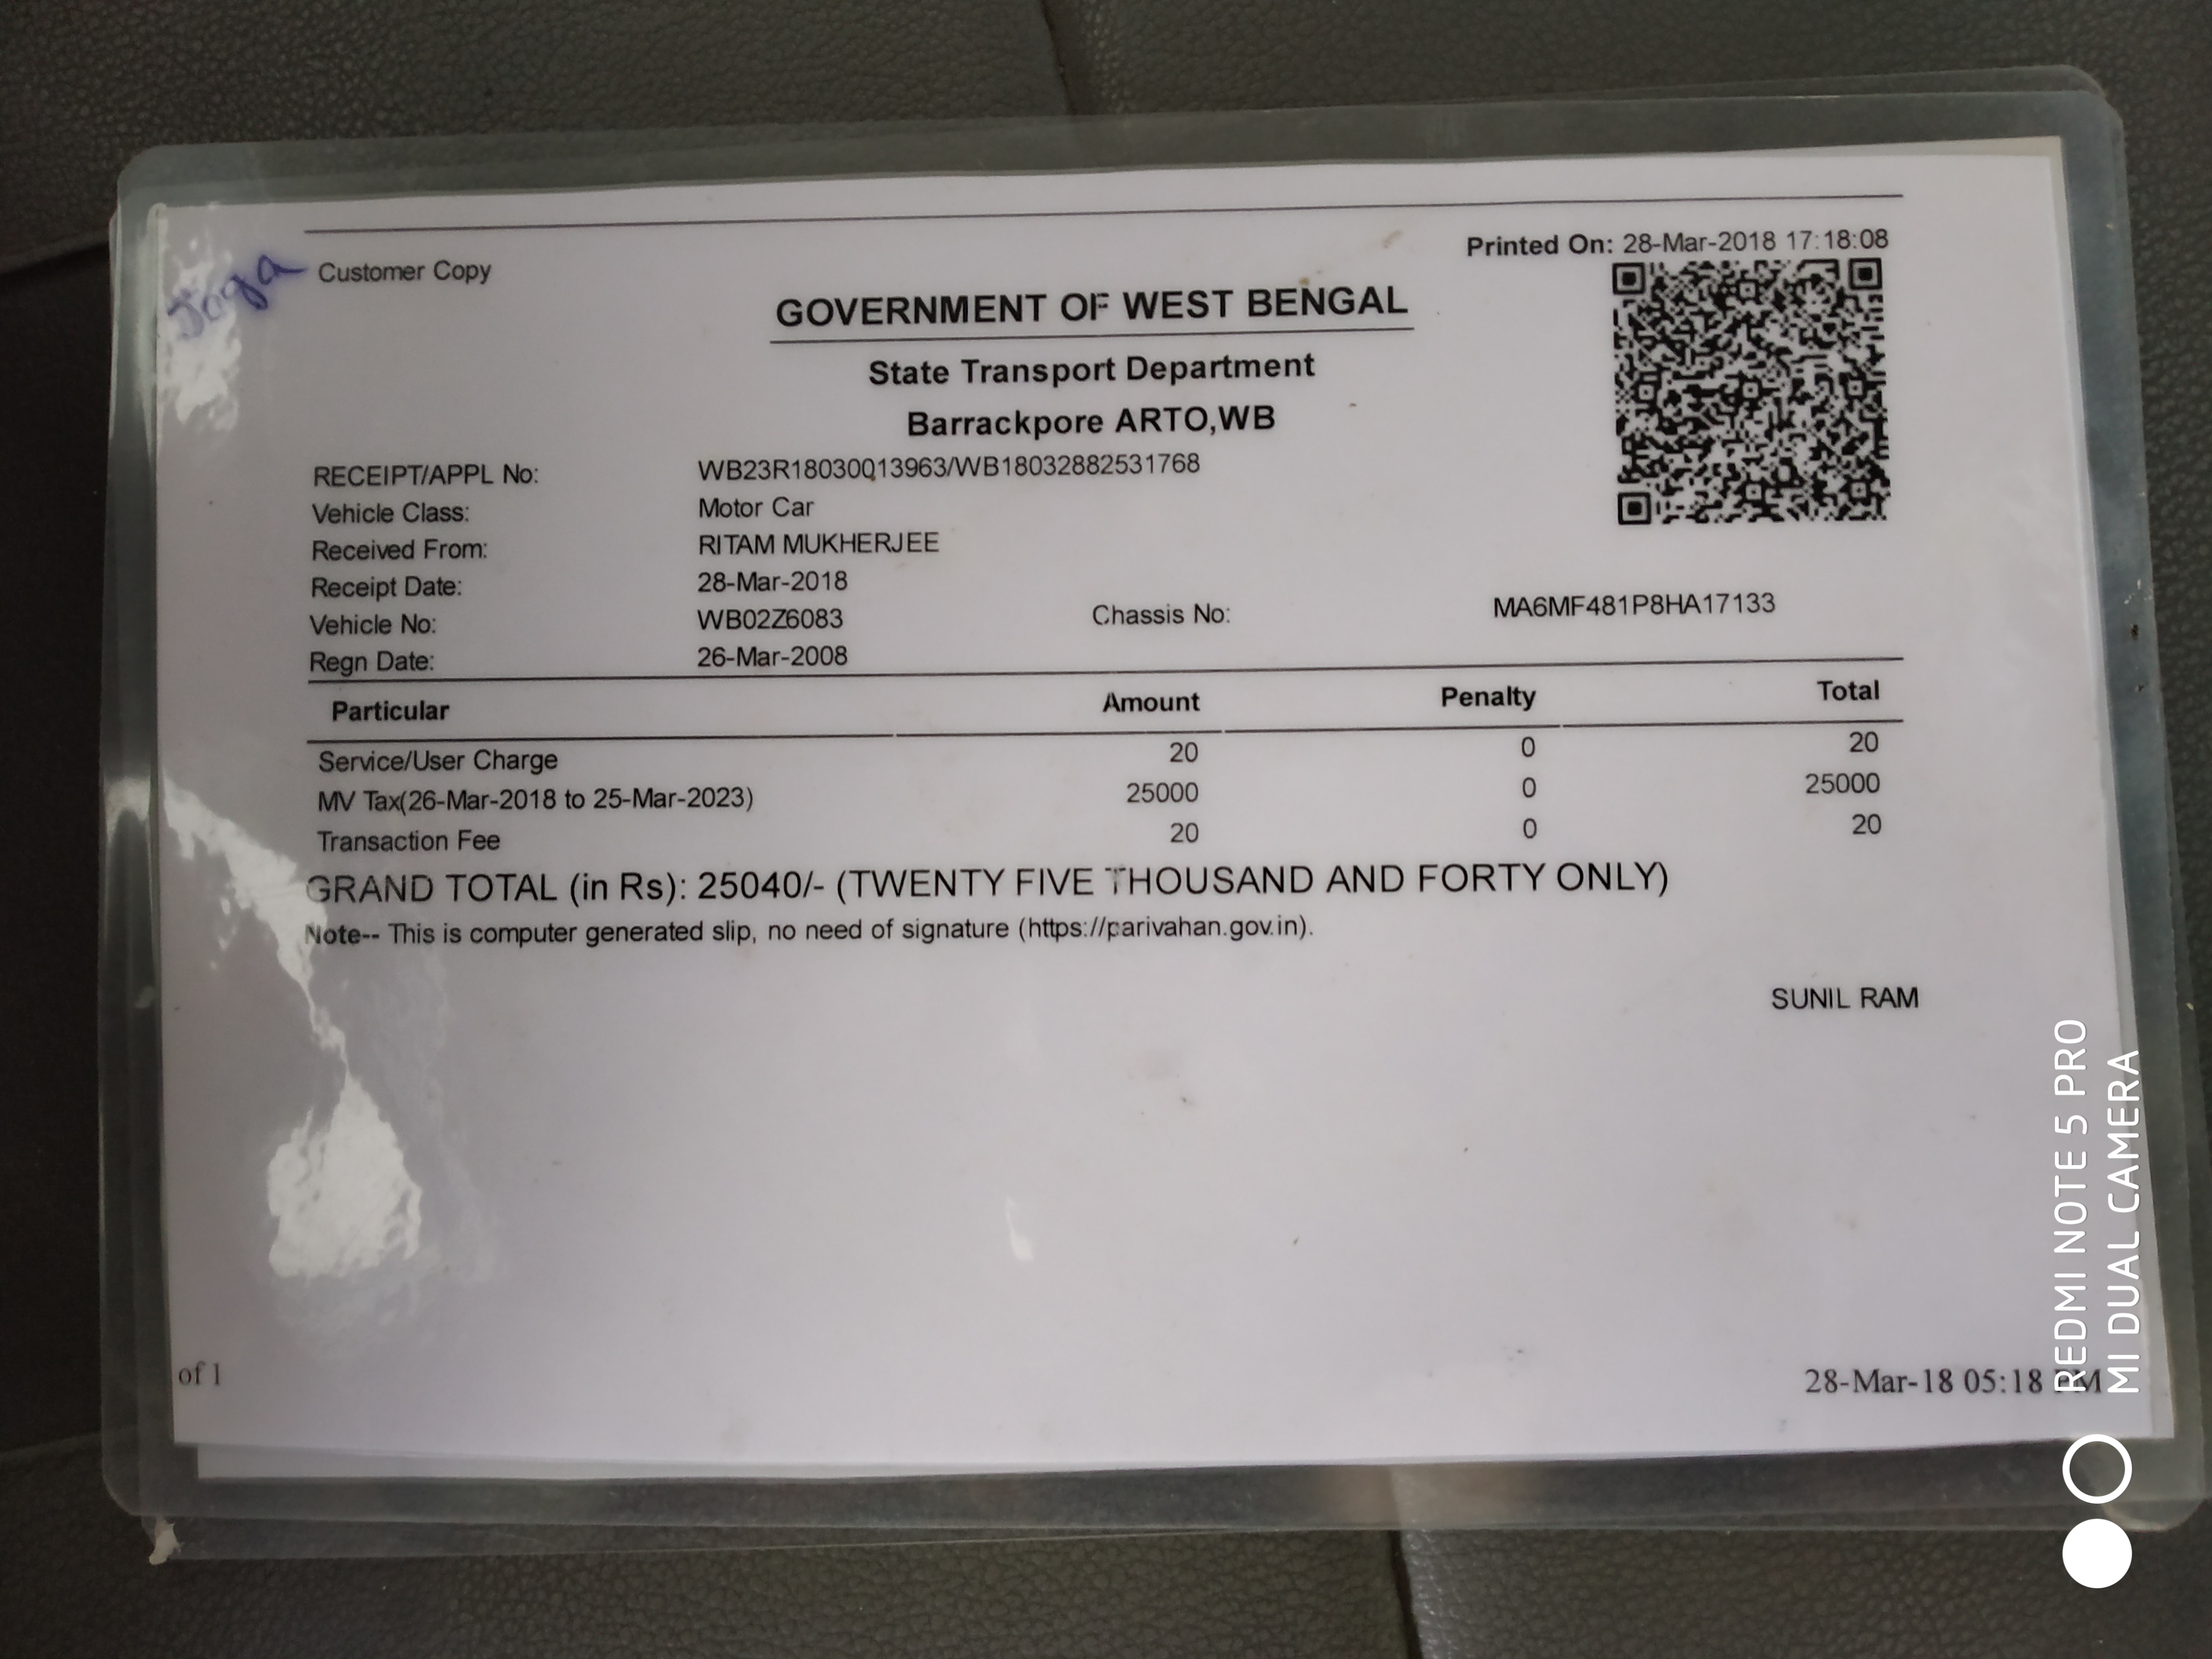 Customer Copy
Printed On: 28-Mar-2018 17:18:08
GOVERNMENT OF WEST BENGAL
State Transport Department
Barrackpore ARTO,WB
RECEIPT/APPL No: WB23R18030Q13963/WB18032882531768
Vehicle Class: Motor Car
Received From: RITAM MUKHERJEE
Receipt Date: 28-Mar-2018
Vehicle No: WB02Z6083 Chassis No: MA6MF481P8HA17133
Regn Date: 26-Mar-2008
Particular Amount Penalty Total
Service/User Charge 20 0 20
MV Tax(26-Mar-2018 to 25-Mar-2023) 25000 0 25000
Transaction Fee 20 0 20
GRAND TOTAL (in Rs): 25040/- (TWENTY FIVE THOUSAND AND FORTY ONLY)
Note-- This is computer generated slip, no need of signature (https://parivahan.gov.in).
SUNIL RAM
of 1
28-Mar-18 05:18 PM
REDMI NOTE 5 PRO
MI DUAL CAMERA